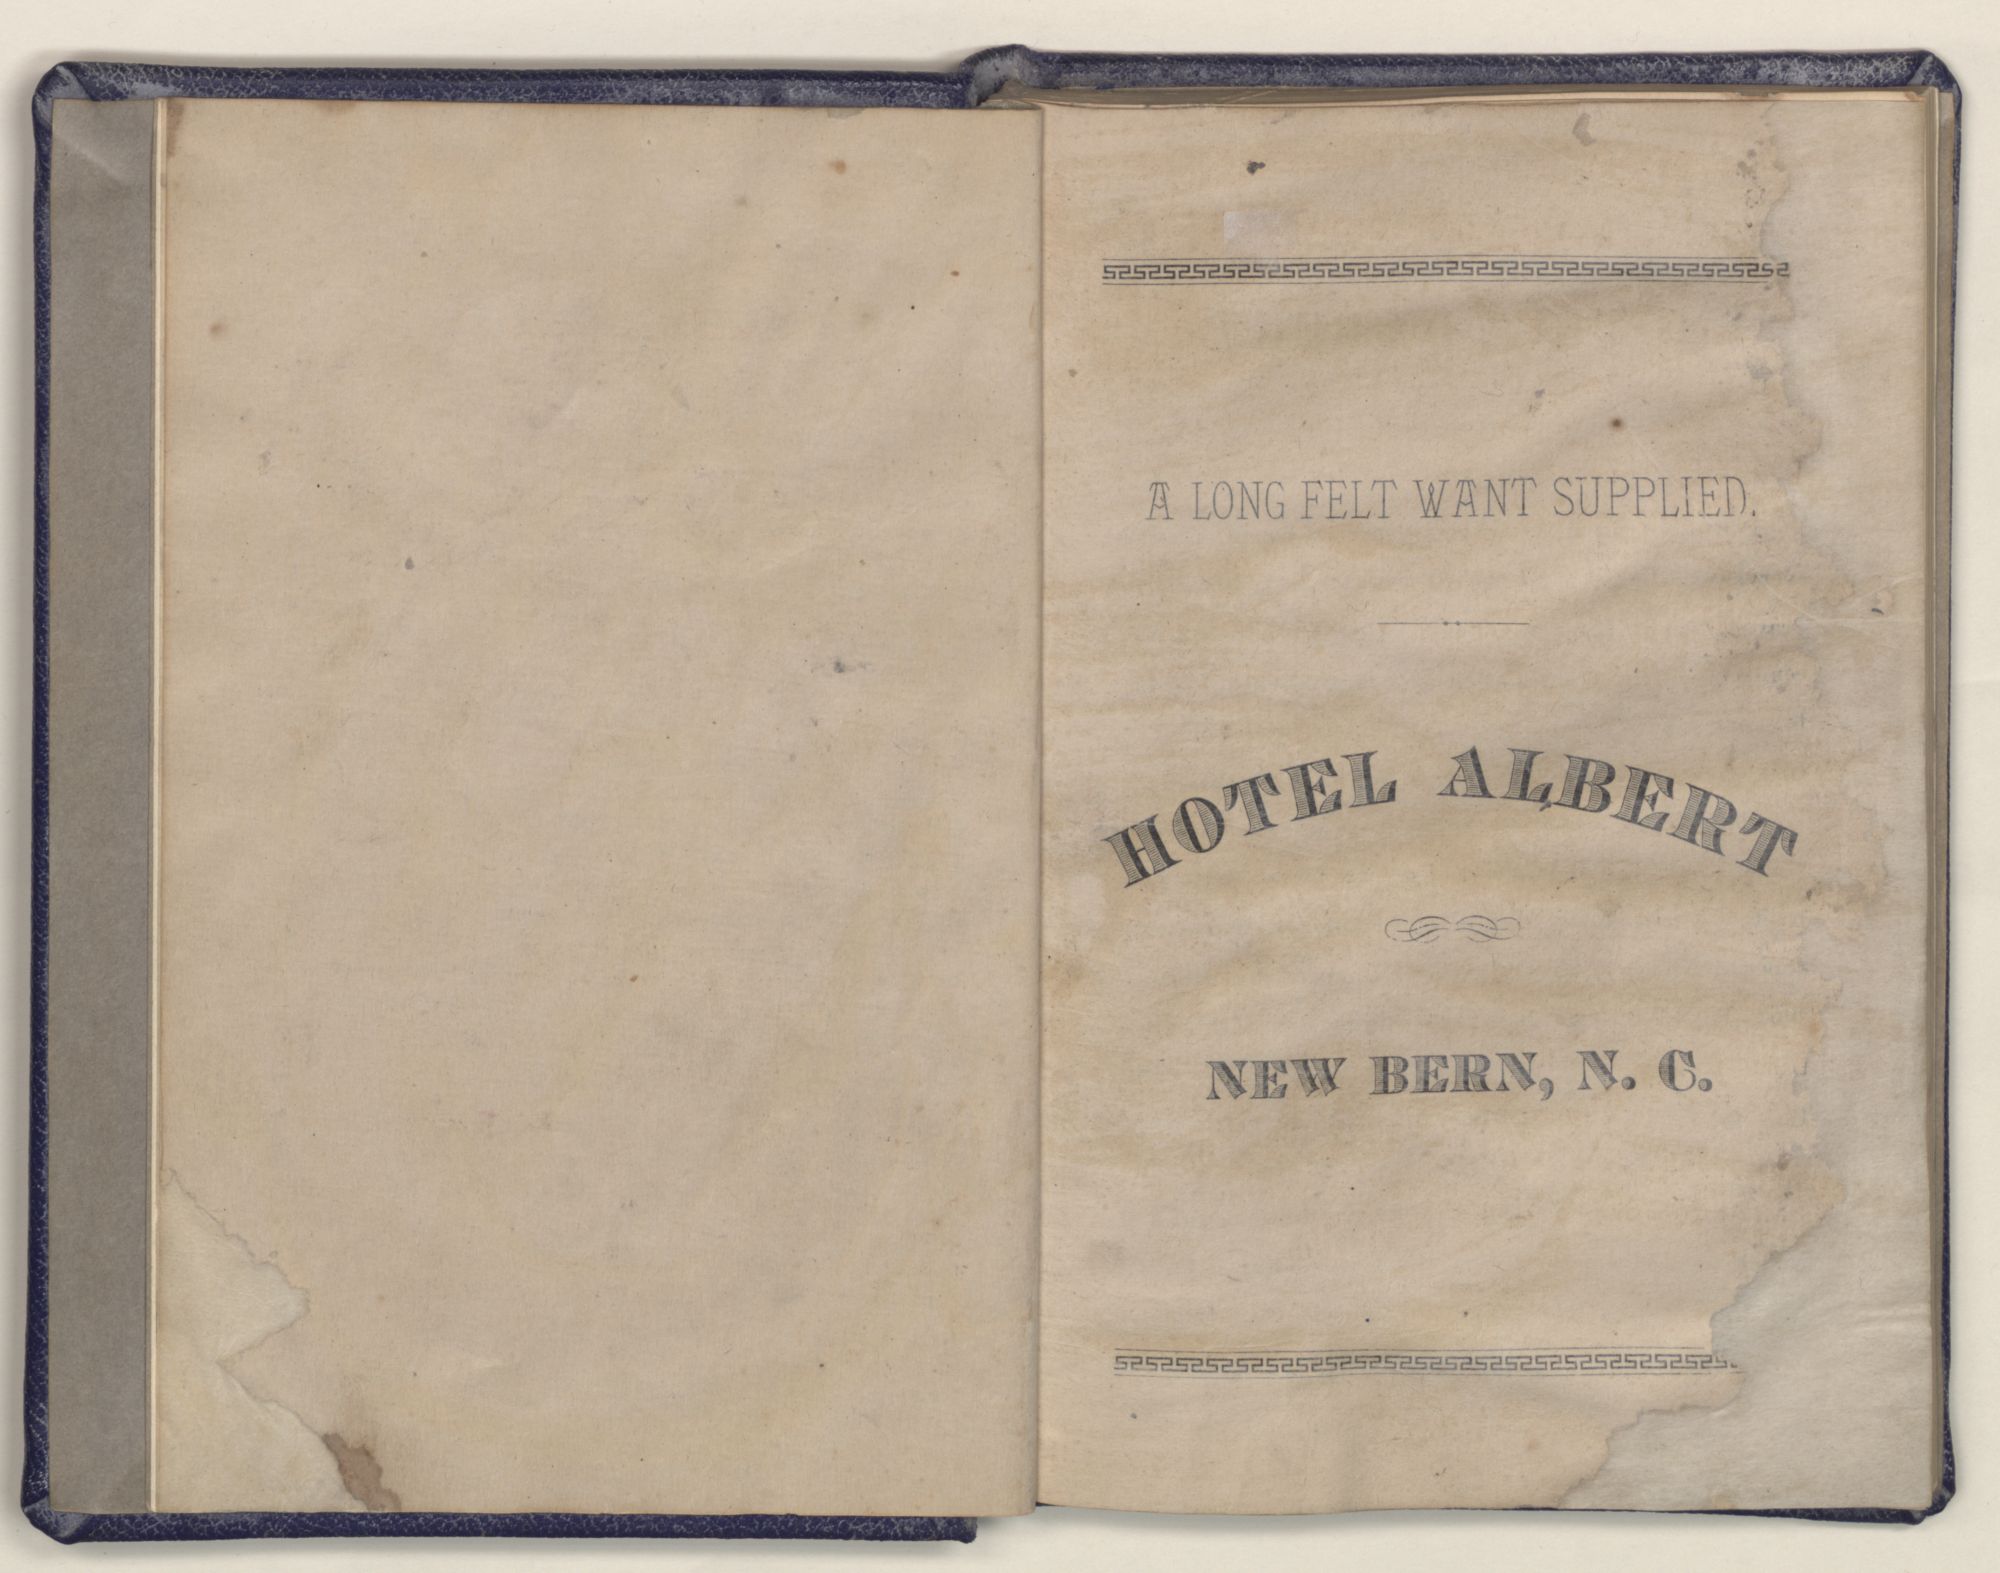 A LONG FELT WANT SUPPLIED.
HOTEL ALBERT
NEW BERN, N. C.